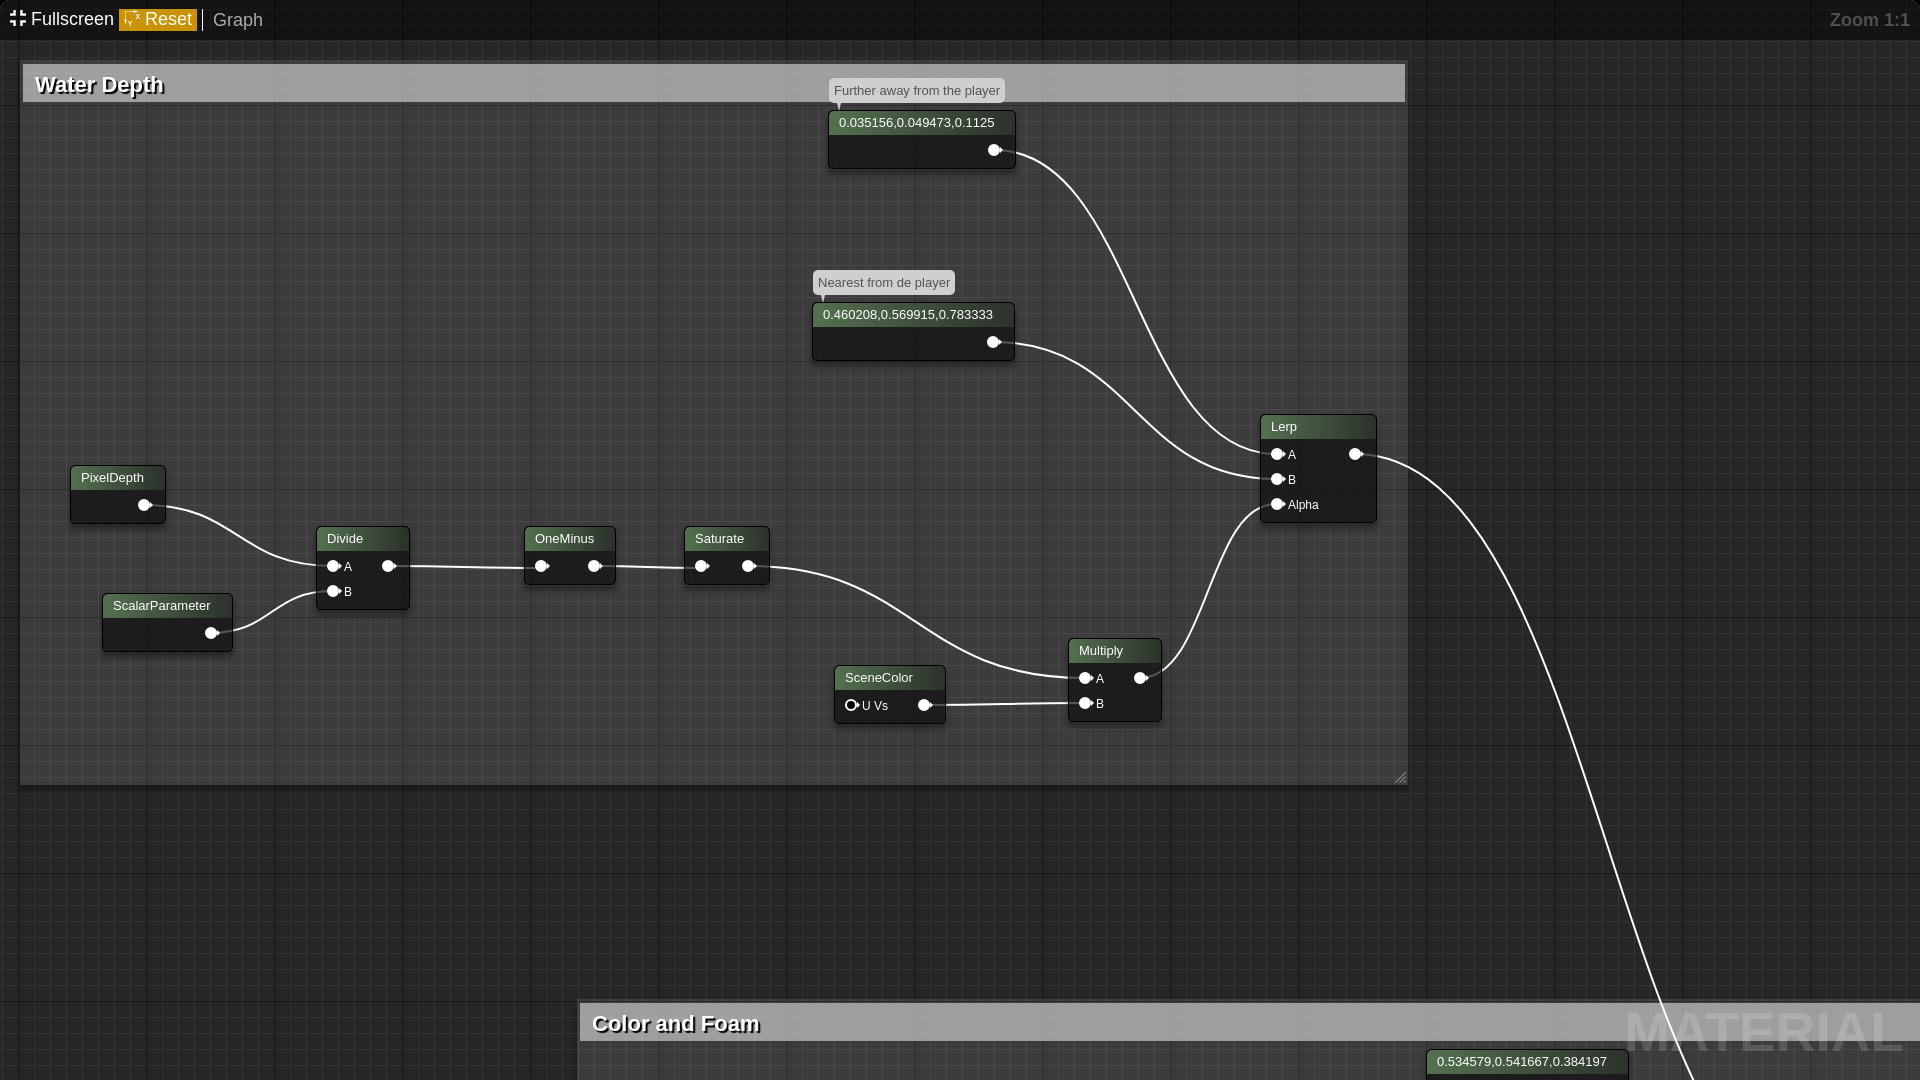 Fullscreen Reset Graph Zoom 1:1
Water Depth
Further away from the player
0.035156,0.049473,0.1125
Nearest from de player
0.460208,0.569915,0.783333
Lerp
A
B
Alpha
PixelDepth
Divide
A
B
OneMinus
Saturate
ScalarParameter
Multiply
A
B
SceneColor
U Vs
Color and Foam
MATERIAL
0.534579,0.541667,0.384197